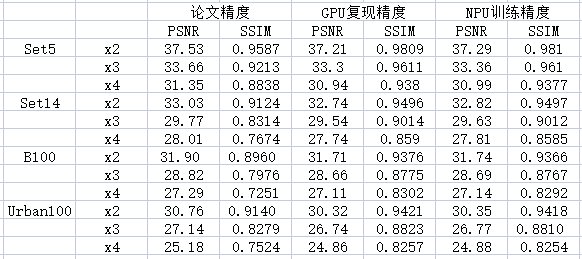 论文精度 GPU复现精度 NPU训练精度
PSNR SSIM PSNR SSIM PSNR SSIM
Set5 x2 37.53 0.9587 37.21 0.9809 37.29 0.981
x3 33.66 0.9213 33.3 0.9611 33.36 0.961
x4 31.35 0.8838 30.94 0.938 30.99 0.9377
Set14 x2 33.03 0.9124 32.74 0.9496 32.82 0.9497
x3 29.77 0.8314 29.54 0.9014 29.63 0.9012
x4 28.01 0.7674 27.74 0.859 27.81 0.8585
B100 x2 31.90 0.8960 31.71 0.9376 31.74 0.9366
x3 28.82 0.7976 28.66 0.8775 28.69 0.8767
x4 27.29 0.7251 27.11 0.8302 27.14 0.8292
Urban100 x2 30.76 0.9140 30.32 0.9421 30.35 0.9418
x3 27.14 0.8279 26.74 0.8823 26.77 0.8810
x4 25.18 0.7524 24.86 0.8257 24.88 0.8254